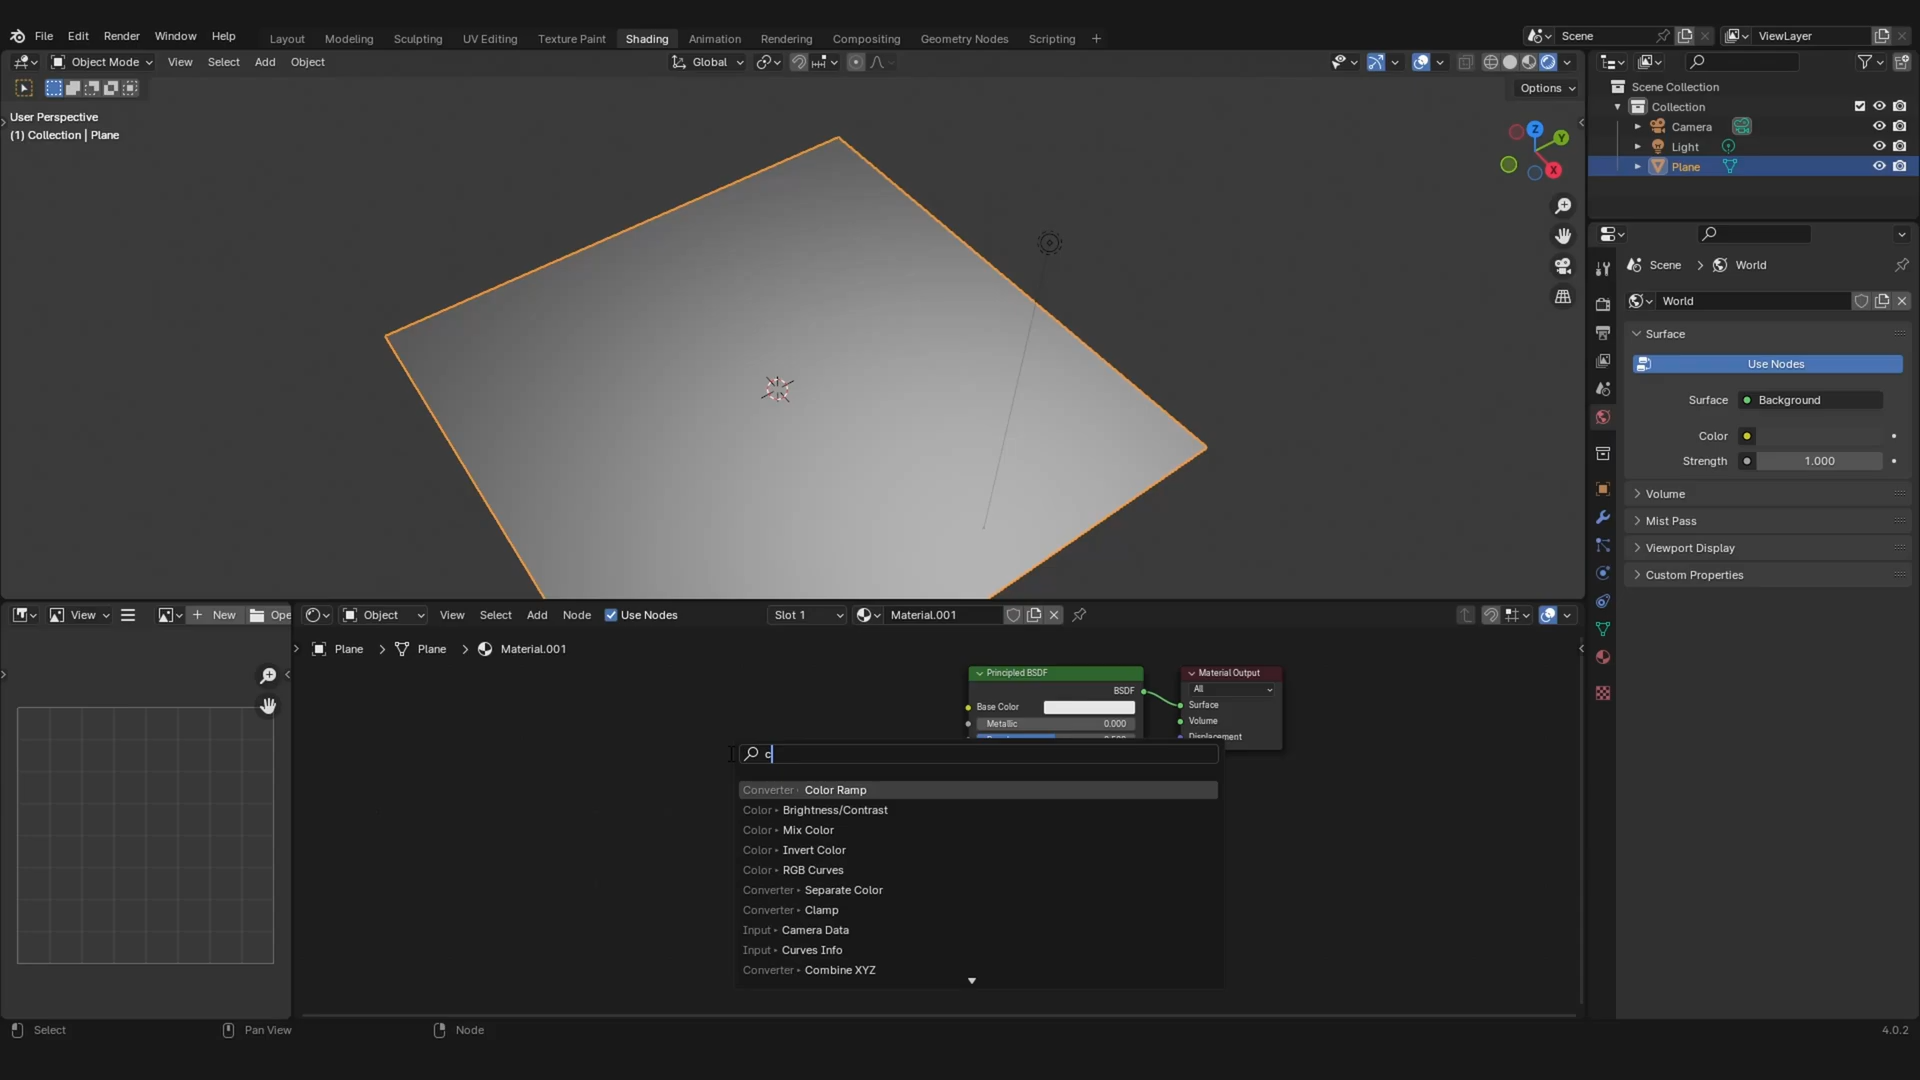 File Edit Render Window Help Layout Modeling Sculpting UV Editing Texture Paint Shading Animation Rendering Compositing Geometry Nodes Scripting + Scene ViewLayer
Object Mode View Select Add Object Global
Options
User Perspective
(1) Collection | Plane
Z
Y
X
Scene Collection
Collection
Camera
Light
Plane
Scene > World
World
Surface
Use Nodes
Surface Background
Color
Strength 1.000
Volume
Mist Pass
Viewport Display
Custom Properties
View + New Ope
Object View Select Add Node Use Nodes Slot 1 Material.001
Plane > Plane > Material.001
Principled BSDF
BSDF
Base Color
Metallic 0.000
Material Output
All
Surface
Volume
Displacement
c
Converter ▸ Color Ramp
Color ▸ Brightness/Contrast
Color ▸ Mix Color
Color ▸ Invert Color
Color ▸ RGB Curves
Converter ▸ Separate Color
Converter ▸ Clamp
Input ▸ Camera Data
Input ▸ Curves Info
Converter ▸ Combine XYZ
Select Pan View Node 4.0.2